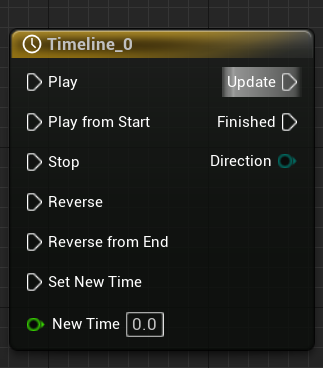 Timeline_0
Play
Update
Play from Start
Finished
Stop
Direction
Reverse
Reverse from End
Set New Time
New Time 0.0